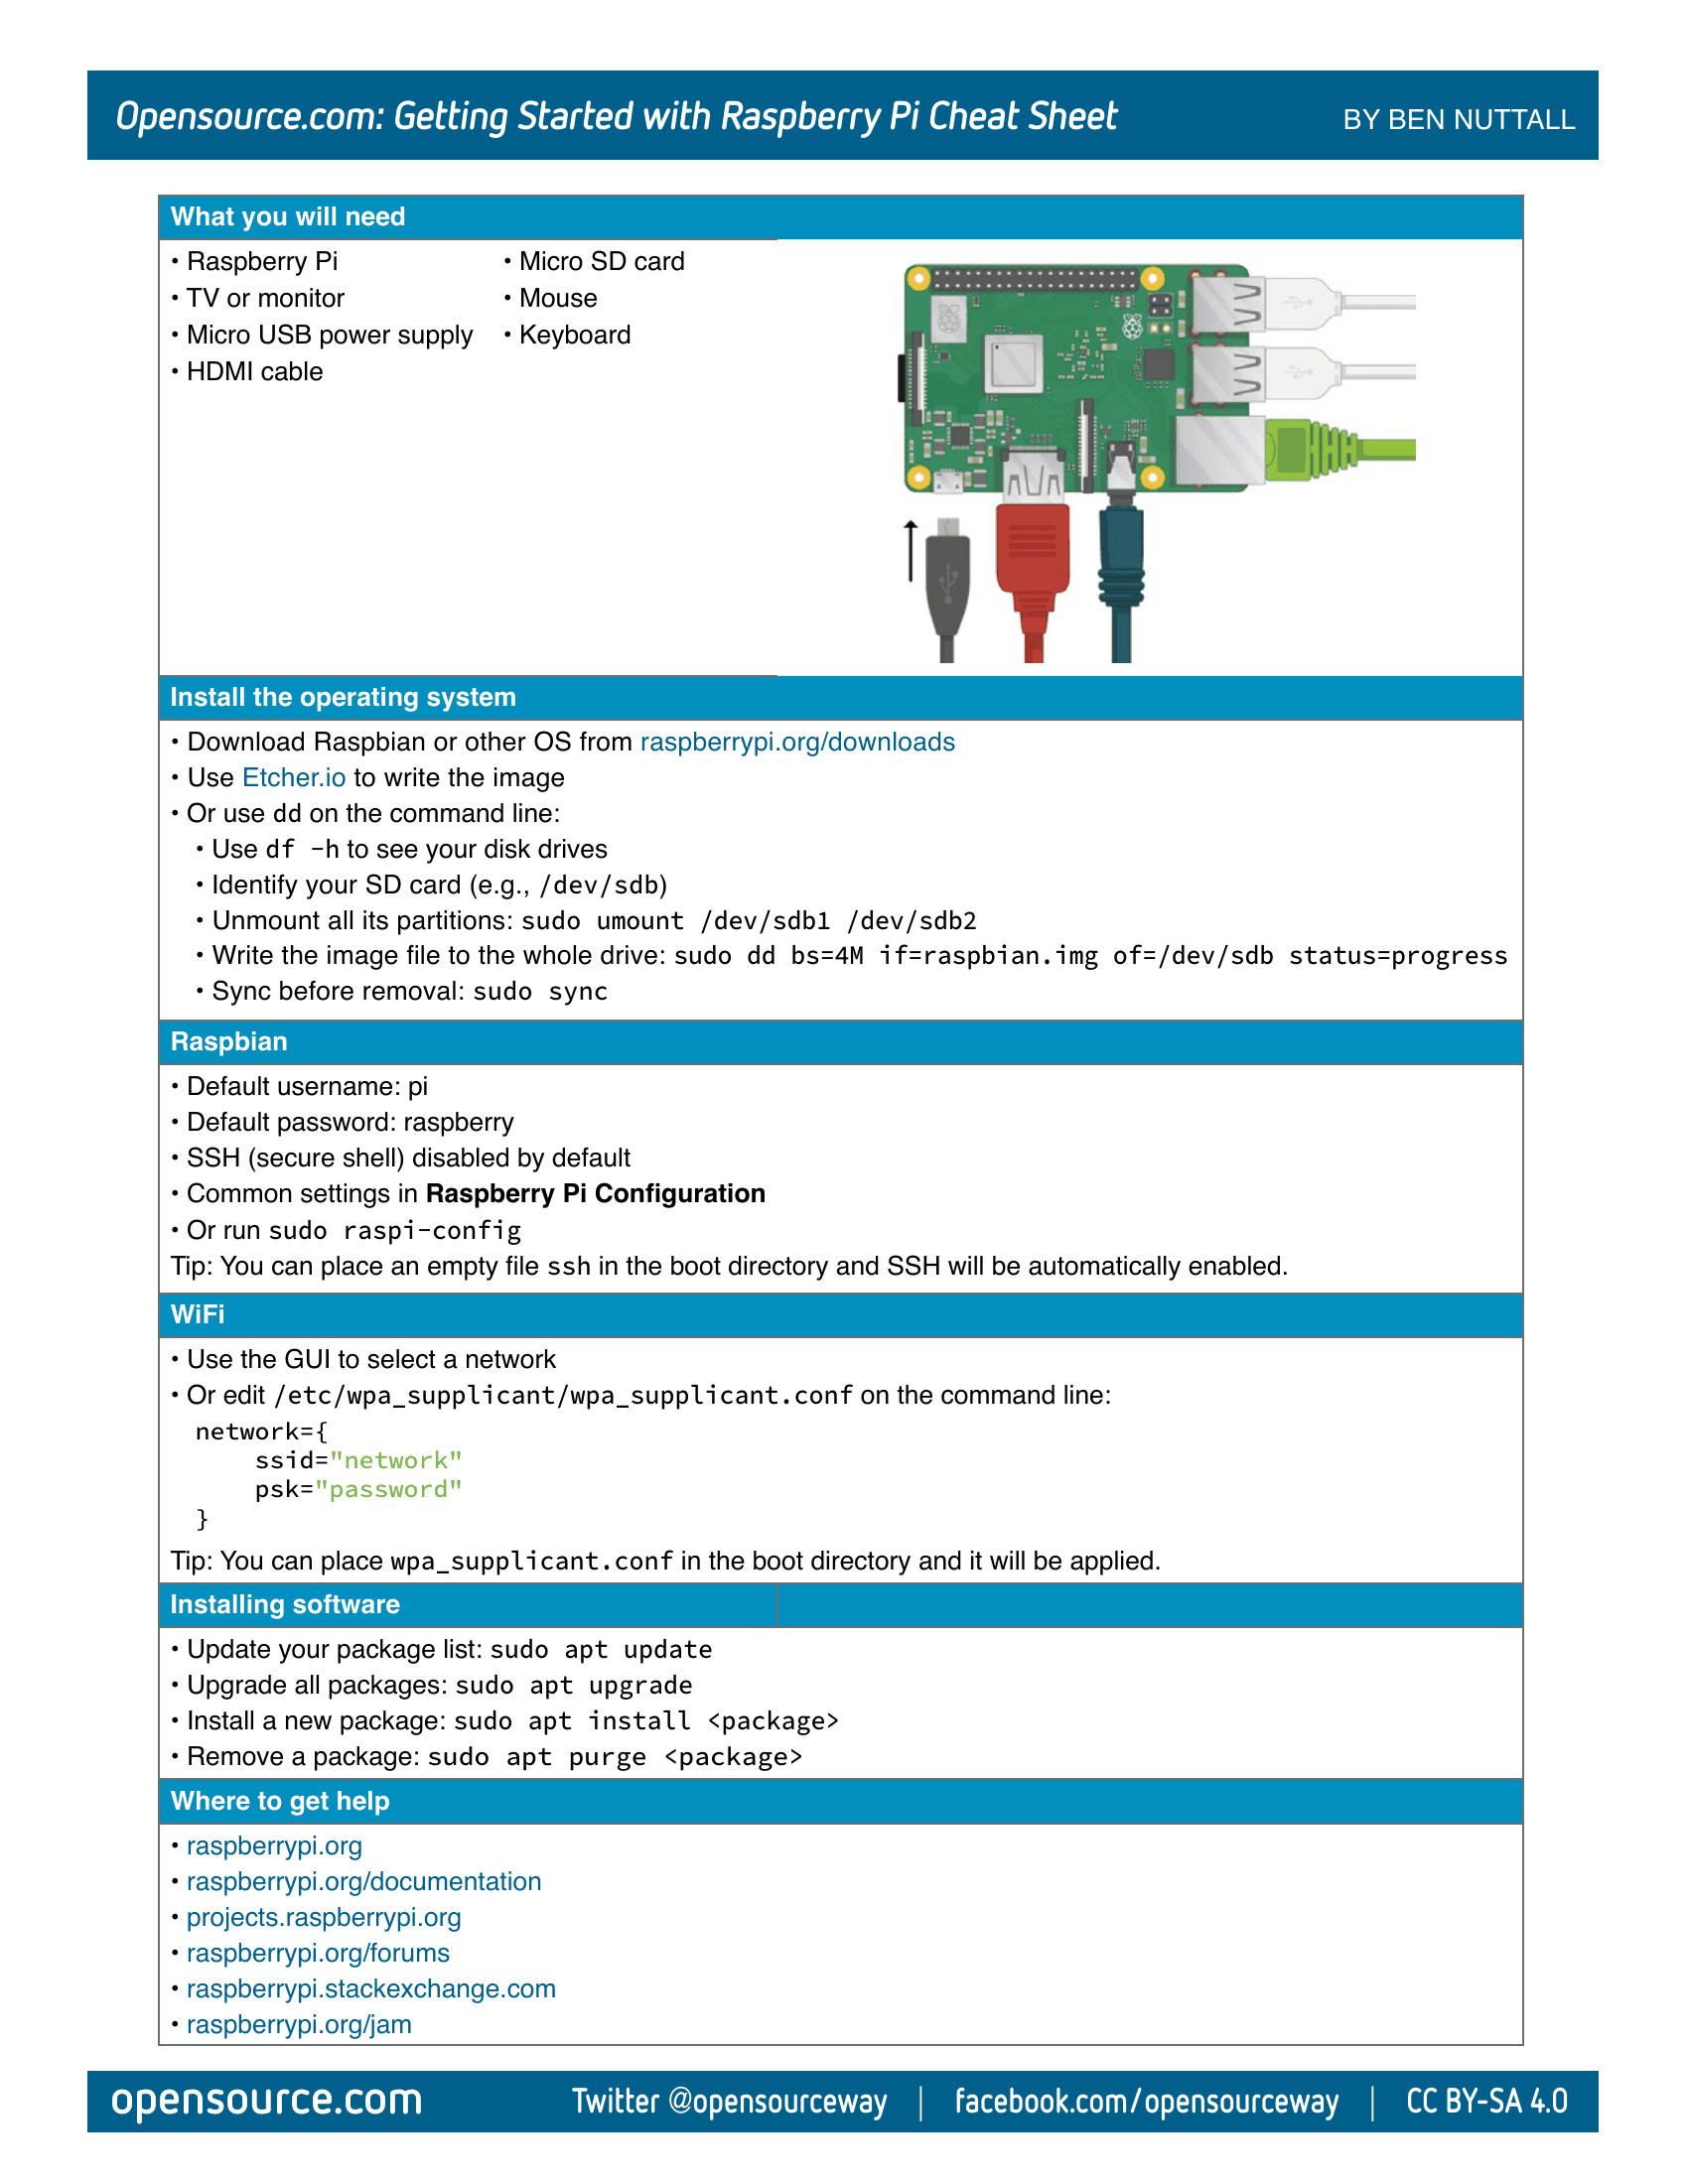 Opensource.com: Getting Started with Raspberry Pi Cheat Sheet
BY BEN NUTTALL
What you will need
• Raspberry Pi
• TV or monitor
• Micro USB power supply
• HDMI cable
• Micro SD card
• Mouse
• Keyboard
Install the operating system
• Download Raspbian or other OS from raspberrypi.org/downloads
• Use Etcher.io to write the image
• Or use dd on the command line:
• Use df -h to see your disk drives
• Identify your SD card (e.g., /dev/sdb)
• Unmount all its partitions: sudo umount /dev/sdb1 /dev/sdb2
• Write the image file to the whole drive: sudo dd bs=4M if=raspbian.img of=/dev/sdb status=progress
• Sync before removal: sudo sync
Raspbian
• Default username: pi
• Default password: raspberry
• SSH (secure shell) disabled by default
• Common settings in Raspberry Pi Configuration
• Or run sudo raspi-config
Tip: You can place an empty file ssh in the boot directory and SSH will be automatically enabled.
WiFi
• Use the GUI to select a network
• Or edit /etc/wpa_supplicant/wpa_supplicant.conf on the command line:
network={
ssid="network"
psk="password"
}
Tip: You can place wpa_supplicant.conf in the boot directory and it will be applied.
Installing software
• Update your package list: sudo apt update
• Upgrade all packages: sudo apt upgrade
• Install a new package: sudo apt install <package>
• Remove a package: sudo apt purge <package>
Where to get help
• raspberrypi.org
• raspberrypi.org/documentation
• projects.raspberrypi.org
• raspberrypi.org/forums
• raspberrypi.stackexchange.com
• raspberrypi.org/jam
opensource.com
Twitter @opensourceway | facebook.com/opensourceway | CC BY-SA 4.0